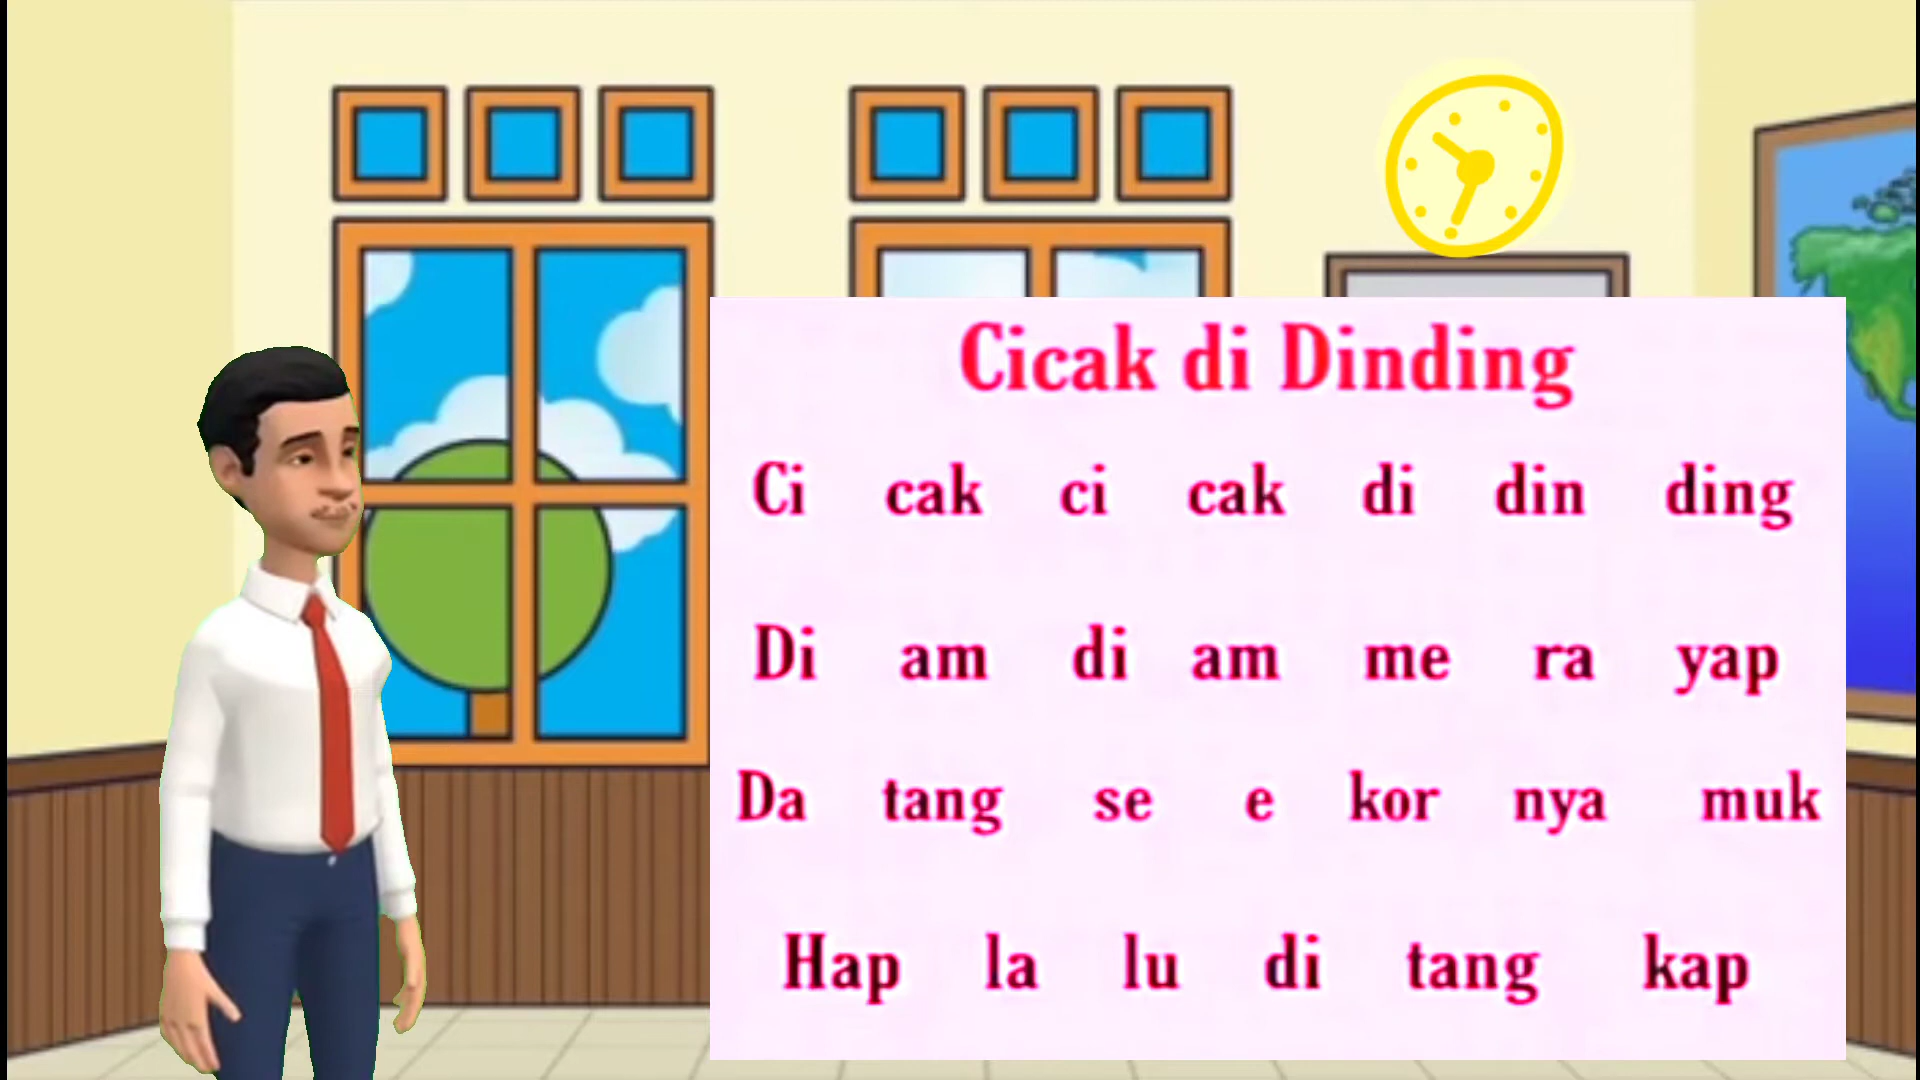 Cicak di Dinding
Ci cak ci cak di din ding
Di am di am me ra yap
Da tang se e kor nya muk
Hap la lu di tang kap